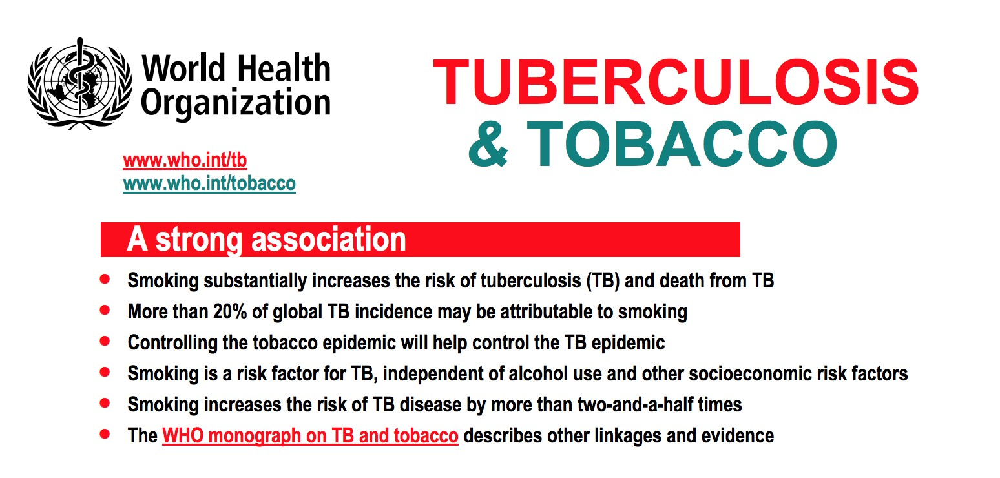 World Health
Organization
www.who.int/tb
www.who.int/tobacco
TUBERCULOSIS
& TOBACCO
A strong association
• Smoking substantially increases the risk of tuberculosis (TB) and death from TB
• More than 20% of global TB incidence may be attributable to smoking
• Controlling the tobacco epidemic will help control the TB epidemic
• Smoking is a risk factor for TB, independent of alcohol use and other socioeconomic risk factors
• Smoking increases the risk of TB disease by more than two-and-a-half times
• The WHO monograph on TB and tobacco describes other linkages and evidence